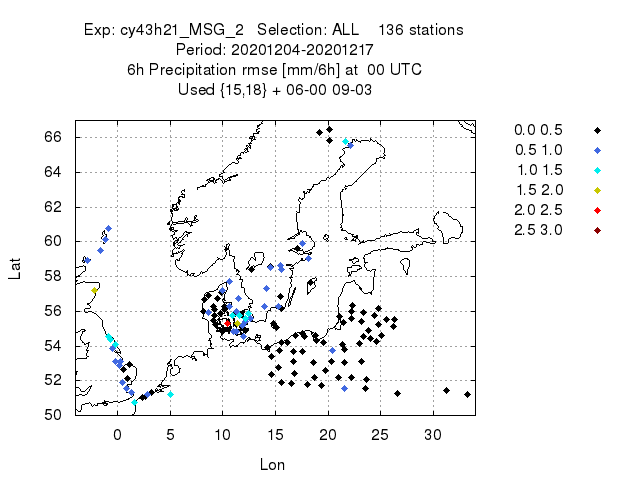 Exp: cy43h21_MSG_2 Selection: ALL 136 stations
Period: 20201204-20201217
6h Precipitation rmse [mm/6h] at 00 UTC
Used {15,18} + 06-00 09-03
0.0 0.5
0.5 1.0
1.0 1.5
1.5 2.0
2.0 2.5
2.5 3.0
66
64
62
60
58
56
54
52
50
Lat
0 5 10 15 20 25 30
Lon